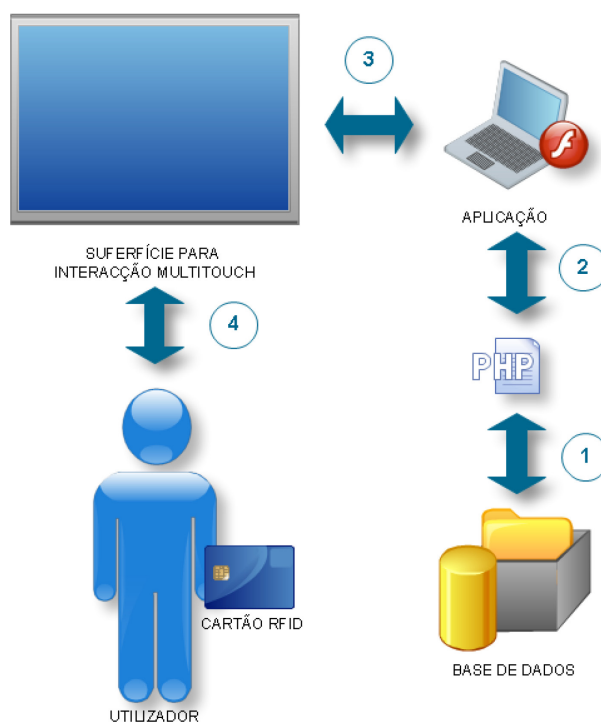 3
APLICAÇÃO
SUFERFÍCIE PARA
INTERACÇÃO MULTITOUCH
2
4
PHP
1
CARTÃO RFID
BASE DE DADOS
UTILIZADOR